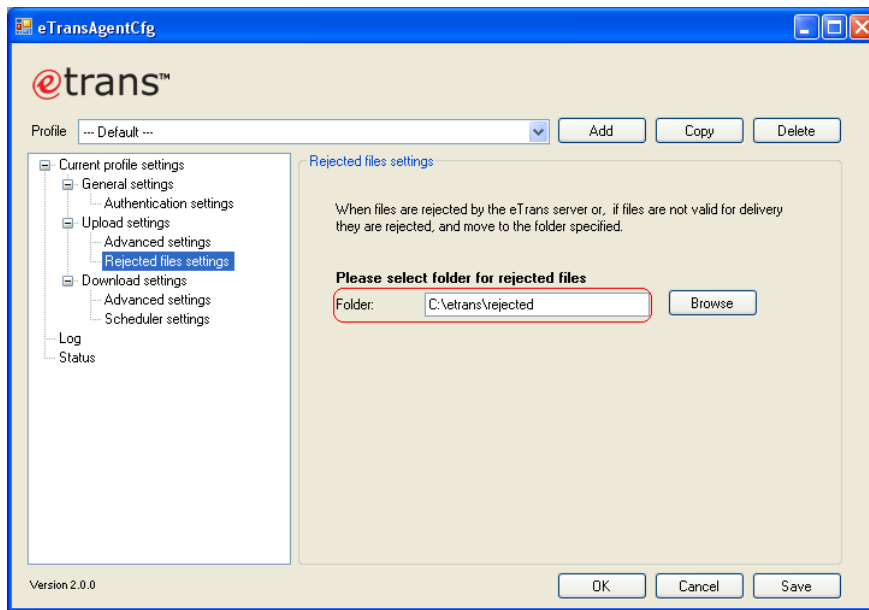 eTransAgentCfg
etrans™
Profile --- Default --- Add Copy Delete
Current profile settings
General settings
Authentication settings
Upload settings
Advanced settings
Rejected files settings
Download settings
Advanced settings
Scheduler settings
Log
Status
Rejected files settings
When files are rejected by the eTrans server or, if files are not valid for delivery
they are rejected, and move to the folder specified.
Please select folder for rejected files
Folder: C:\etrans\rejected Browse
Version 2.0.0 OK Cancel Save